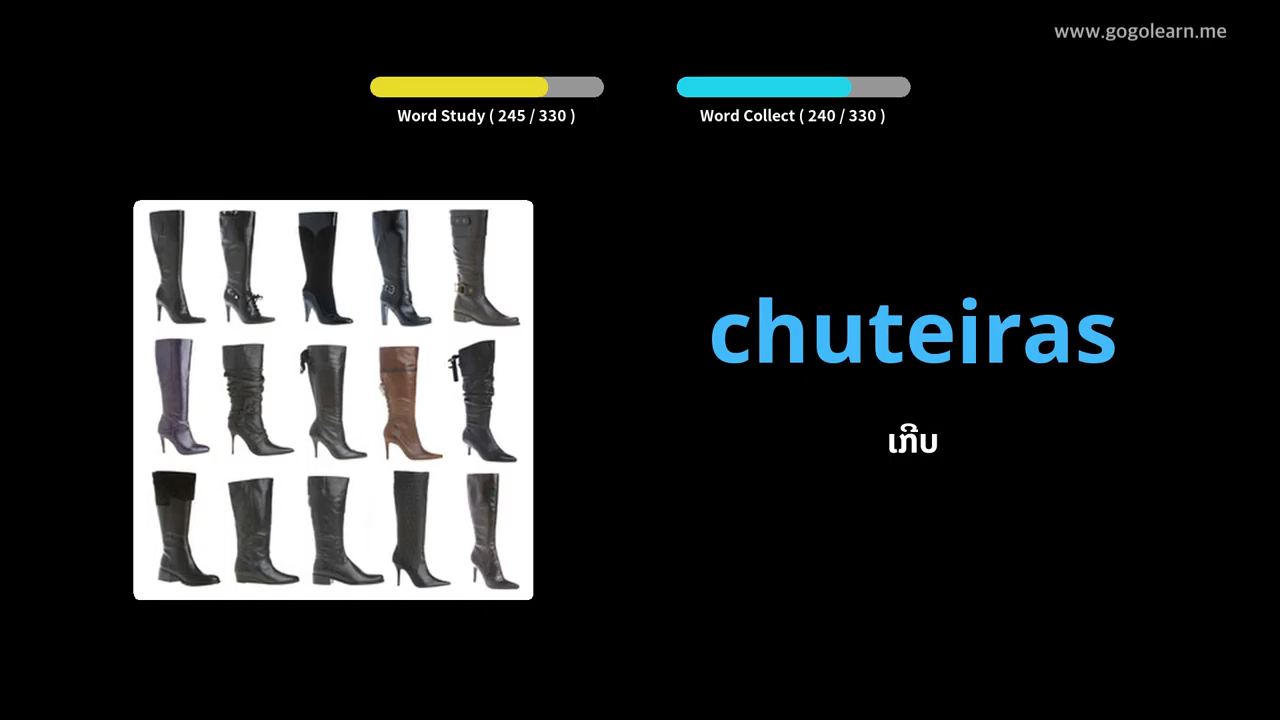 www.gogolearn.me
Word Study ( 245 / 330 )
Word Collect ( 240 / 330 )
chuteiras
ເກີບ